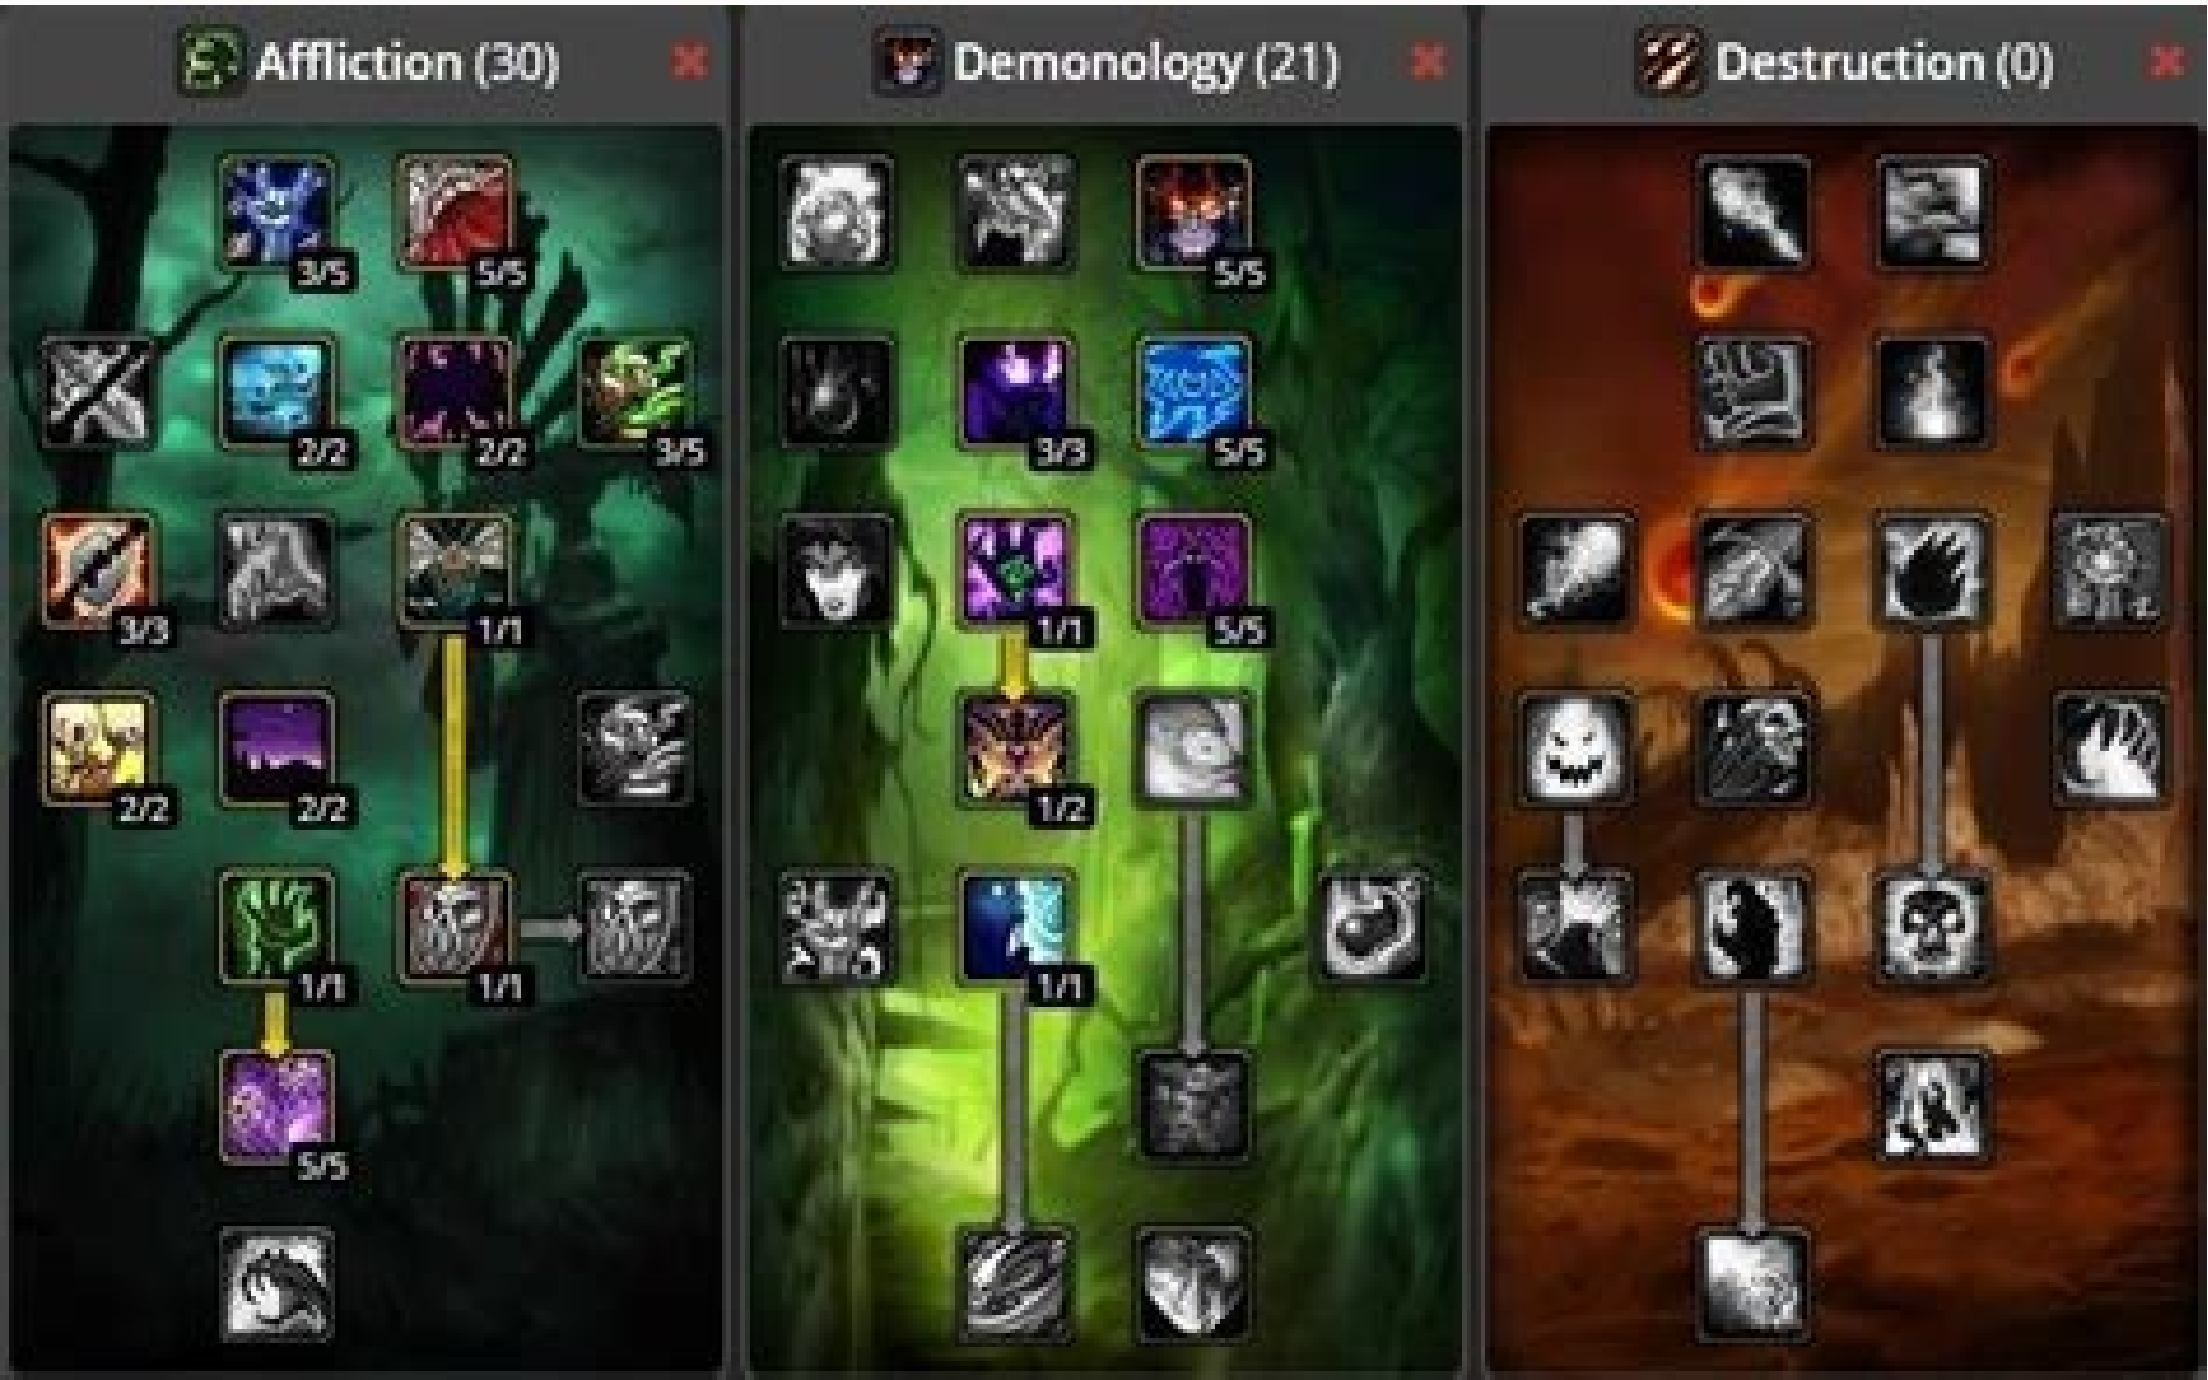 Affliction (30)
Demonology (21)
Destruction (0)
3/5 5/5 5/5
2/2 2/2 3/5 3/3 5/5
3/3 1/1 1/1 5/5
2/2 2/2 1/2
1/1 1/1 1/1
5/5